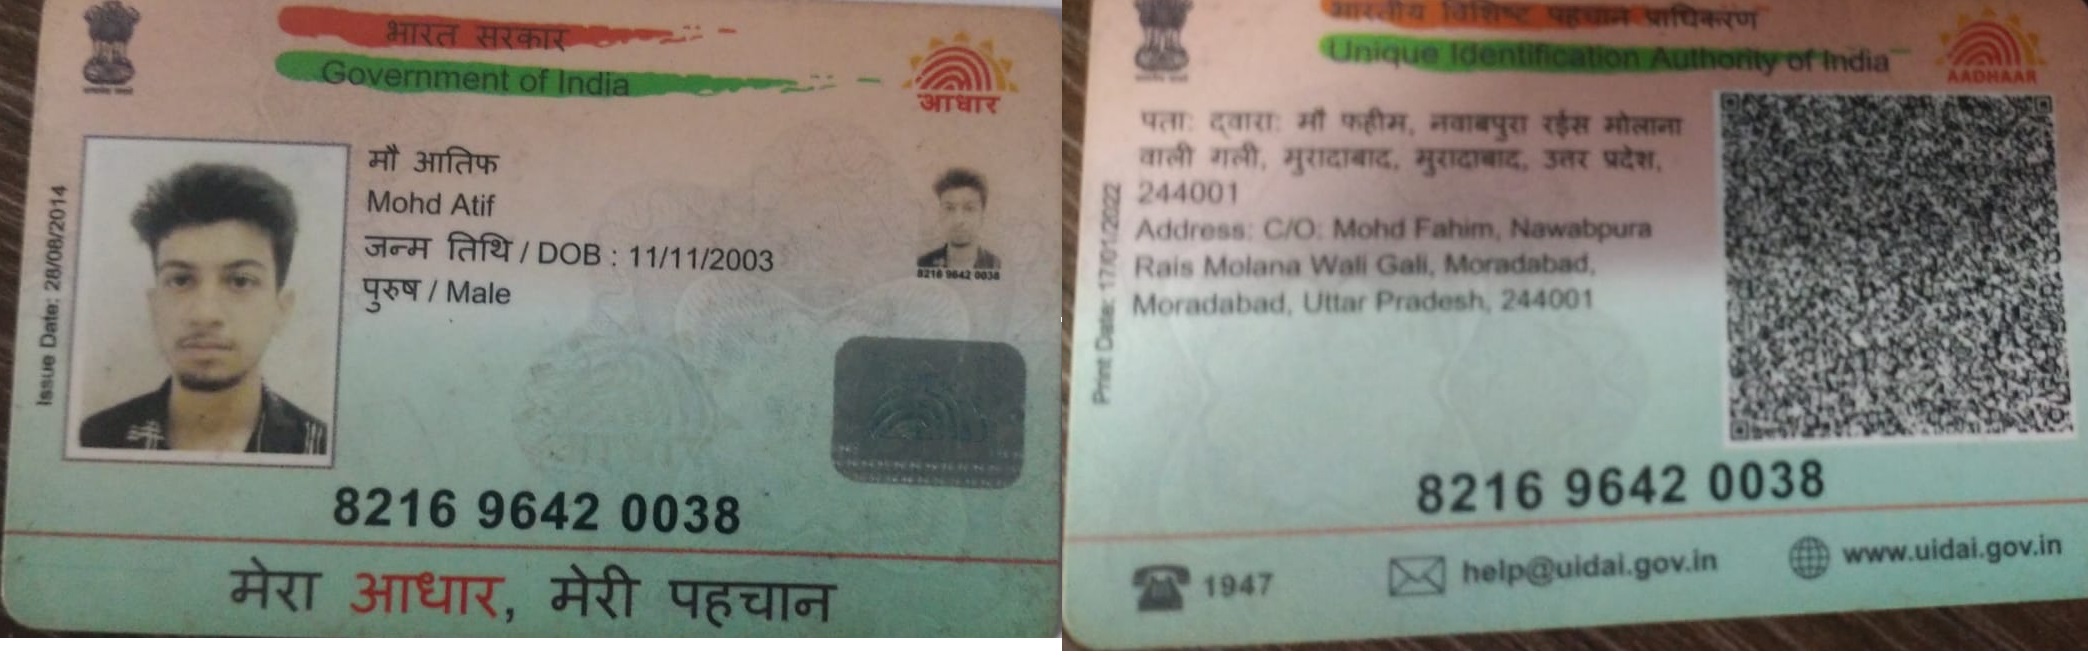 भारत सरकार
Government of India
आधार
मौ आतिफ
Mohd Atif
जन्म तिथि / DOB : 11/11/2003
पुरुष / Male
Issue Date: 28/08/2014
8216 9642 0038
8216 9642 0038
मेरा आधार, मेरी पहचान
भारतीय विशिष्ट पहचान प्राधिकरण
Unique Identification Authority of India
AADHAAR
पता: द्वारा: मौ फहीम, नवाबपुरा रईस मोलाना
वाली गली, मुरादाबाद, मुरादाबाद, उत्तर प्रदेश,
244001
Address: C/O: Mohd Fahim, Nawabpura
Rais Molana Wali Gali, Moradabad,
Moradabad, Uttar Pradesh, 244001
Print Date: 17/01/2022
8216 9642 0038
1947
help@uidai.gov.in
www.uidai.gov.in